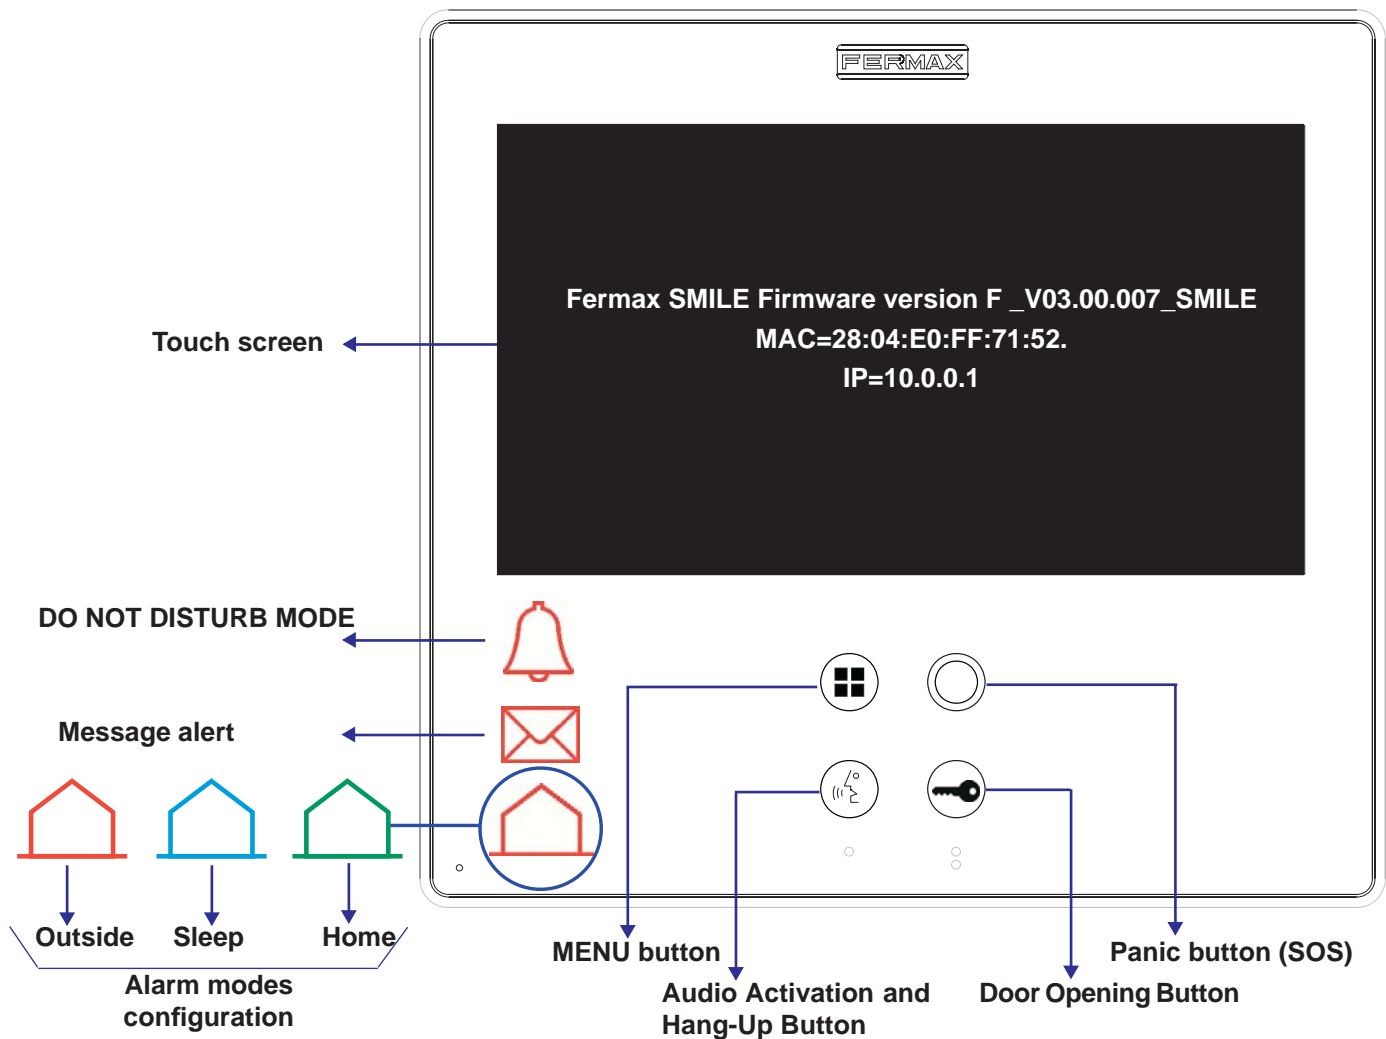 FERMAX
Fermax SMILE Firmware version F _V03.00.007_SMILE
MAC=28:04:E0:FF:71:52.
IP=10.0.0.1
Touch screen
DO NOT DISTURB MODE
Message alert
Outside
Sleep
Home
Alarm modes
configuration
MENU button
Audio Activation and
Hang-Up Button
Door Opening Button
Panic button (SOS)